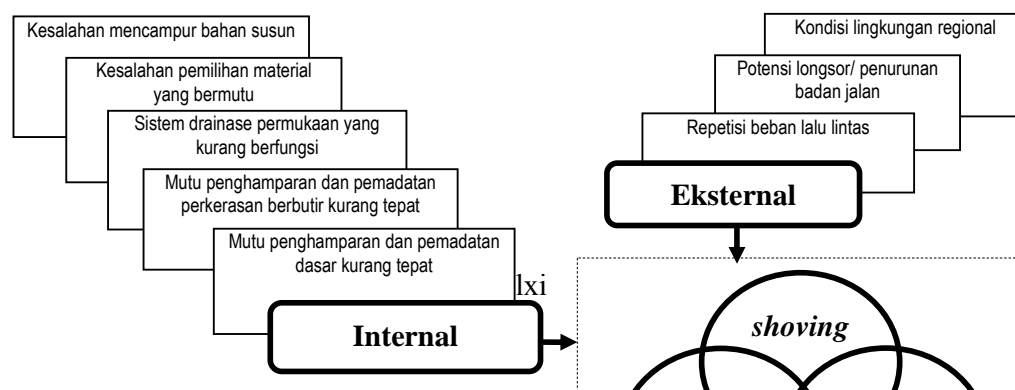 Kesalahan mencampur bahan susun
Kesalahan pemilihan material
yang bermutu
Sistem drainase permukaan yang
kurang berfungsi
Mutu penghamparan dan pemadatan
perkerasan berbutir kurang tepat
Mutu penghamparan dan pemadatan
dasar kurang tepat
lxi
Internal
Kondisi lingkungan regional
Potensi longsor/ penurunan
badan jalan
Repetisi beban lalu lintas
Eksternal
shoving